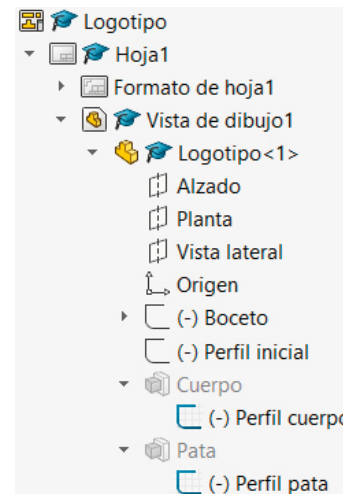 Logotipo
Hoja1
Formato de hoja1
Vista de dibujo1
Logotipo<1>
Alzado
Planta
Vista lateral
Origen
(-) Boceto
(-) Perfil inicial
Cuerpo
(-) Perfil cuerpo
Pata
(-) Perfil pata